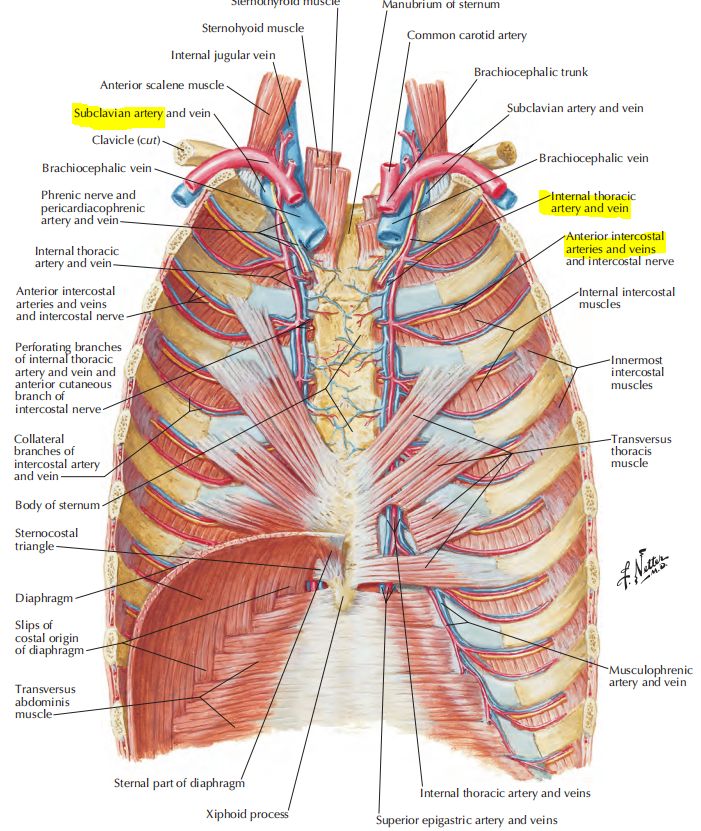 Sternothyroid muscle
Manubrium of sternum
Sternohyoid muscle
Common carotid artery
Internal jugular vein
Brachiocephalic trunk
Anterior scalene muscle
Subclavian artery and vein
Subclavian artery and vein
Clavicle (cut)
Brachiocephalic vein
Brachiocephalic vein
Phrenic nerve and
pericardiacophrenic
artery and vein
Internal thoracic
artery and vein
Anterior intercostal
arteries and veins
and intercostal nerve
Internal thoracic
artery and vein
Anterior intercostal
arteries and veins
and intercostal nerve
Internal intercostal
muscles
Perforating branches
of internal thoracic
artery and vein and
anterior cutaneous
branch of
intercostal nerve
Innermost
intercostal
muscles
Collateral
branches of
intercostal artery
and vein
Transversus
thoracis
muscle
Body of sternum
Sternocostal
triangle
F. Netter
M.D.
Diaphragm
Slips of
costal origin
of diaphragm
Musculophrenic
artery and vein
Transversus
abdominis
muscle
Sternal part of diaphragm
Internal thoracic artery and veins
Xiphoid process
Superior epigastric artery and veins